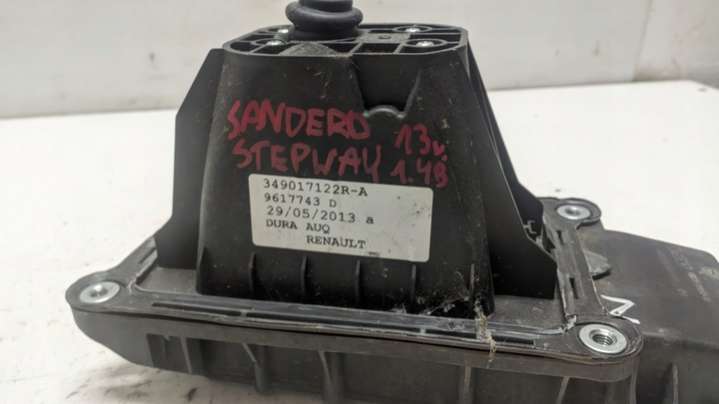 SANDERO 13v.
STEPWAY 1.4B
349017122R-A
9617743 D
29/05/2013 a
DURA AUQ
RENAULT
N